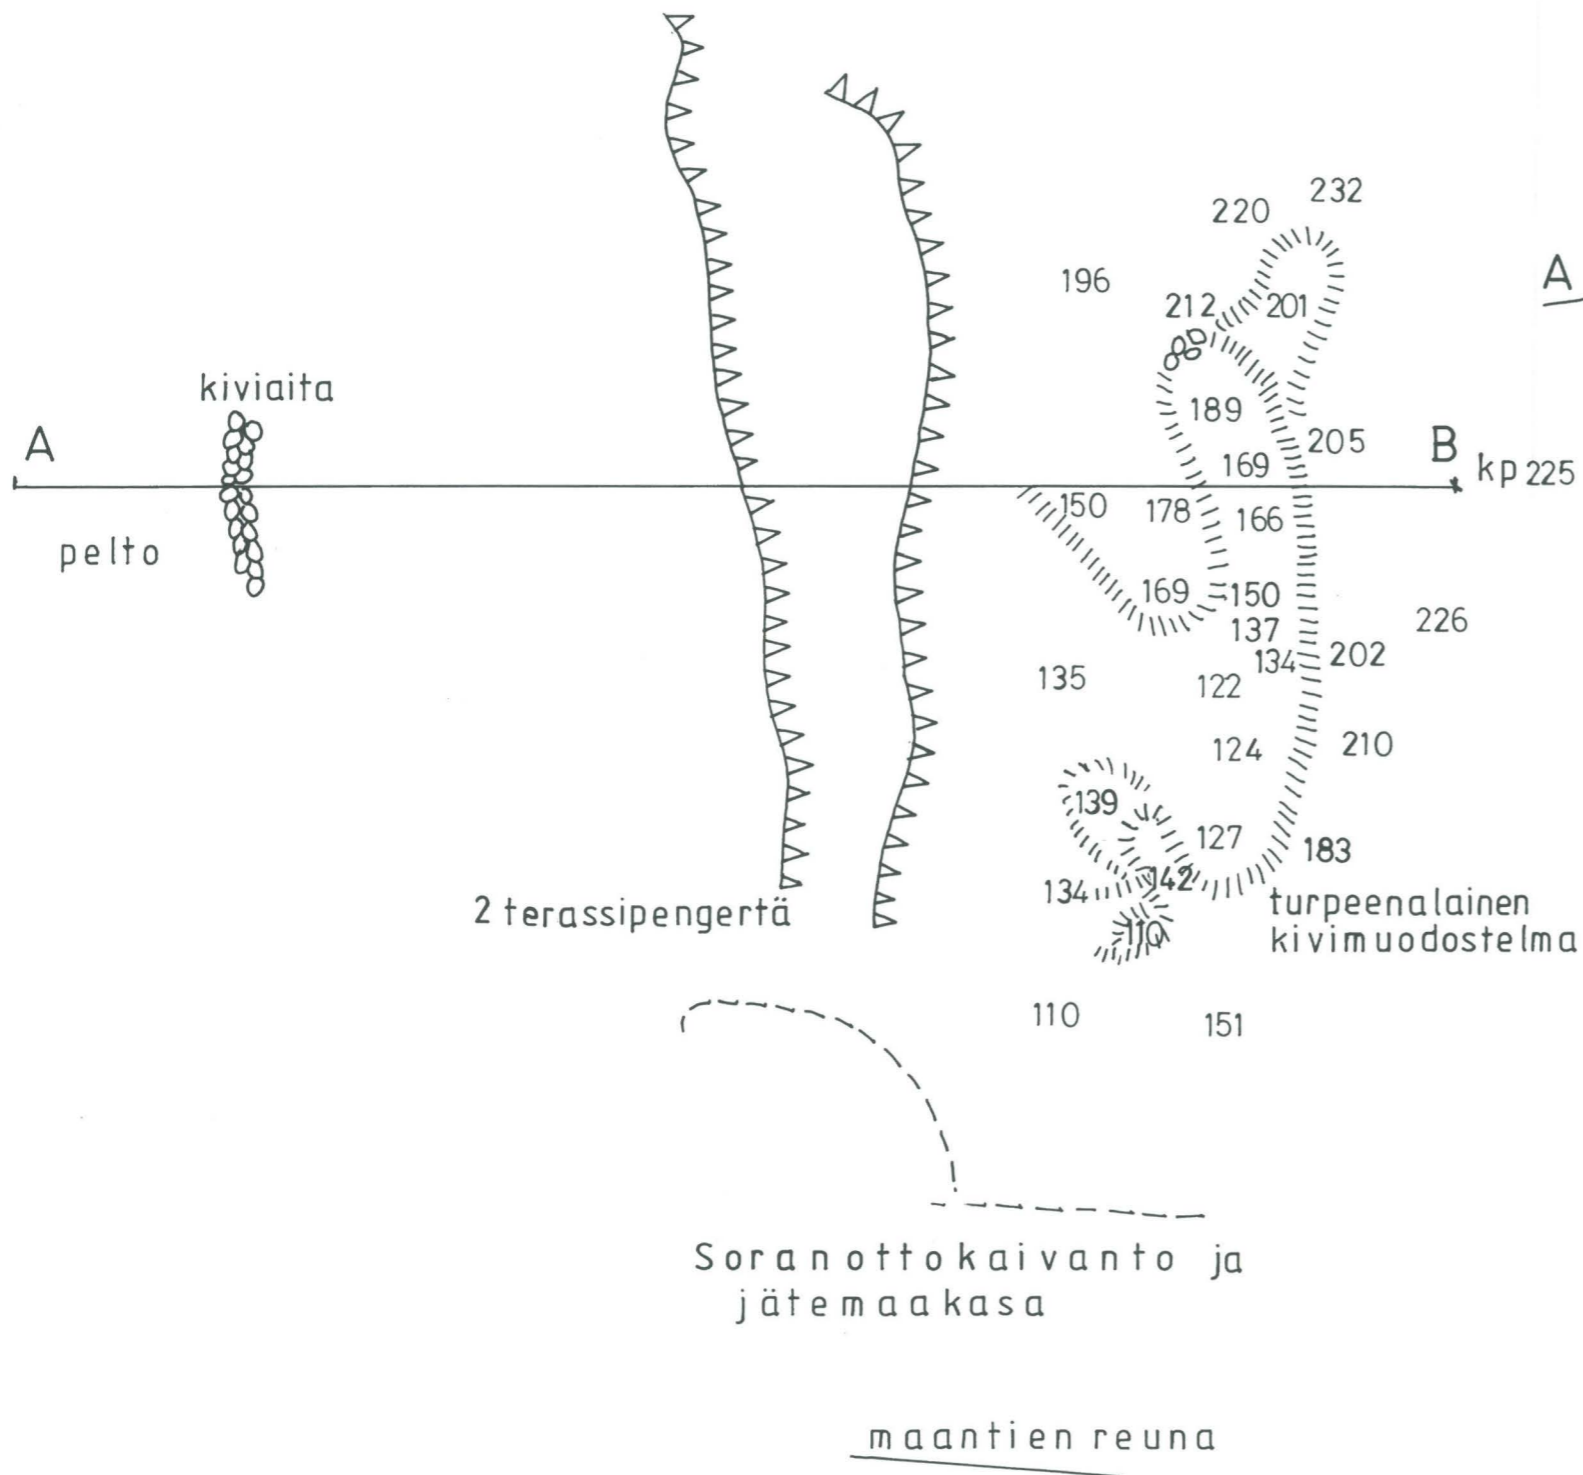 232
220
196
A
212
201
kiviaita
189
A
205
B
169
kp 225
150
178
166
pelto
169
150
137
226
134
202
135
122
124
210
139
127
183
134
142
2 terassipengertä
turpeenalainen
kivimuodostelma
110
110
151
Soranottokaivanto ja
jätemaakasa
maantien reuna